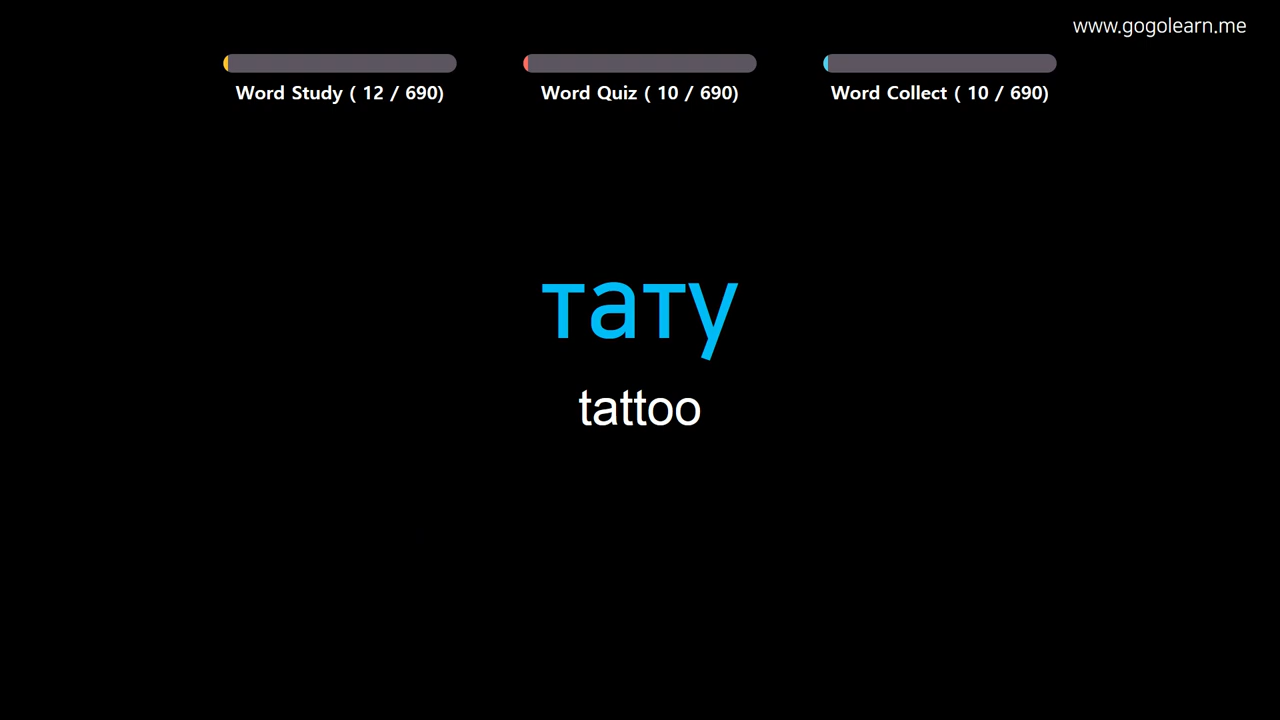 www.gogolearn.me
Word Study ( 12 / 690)
Word Quiz ( 10 / 690)
Word Collect ( 10 / 690)
тату
tattoo